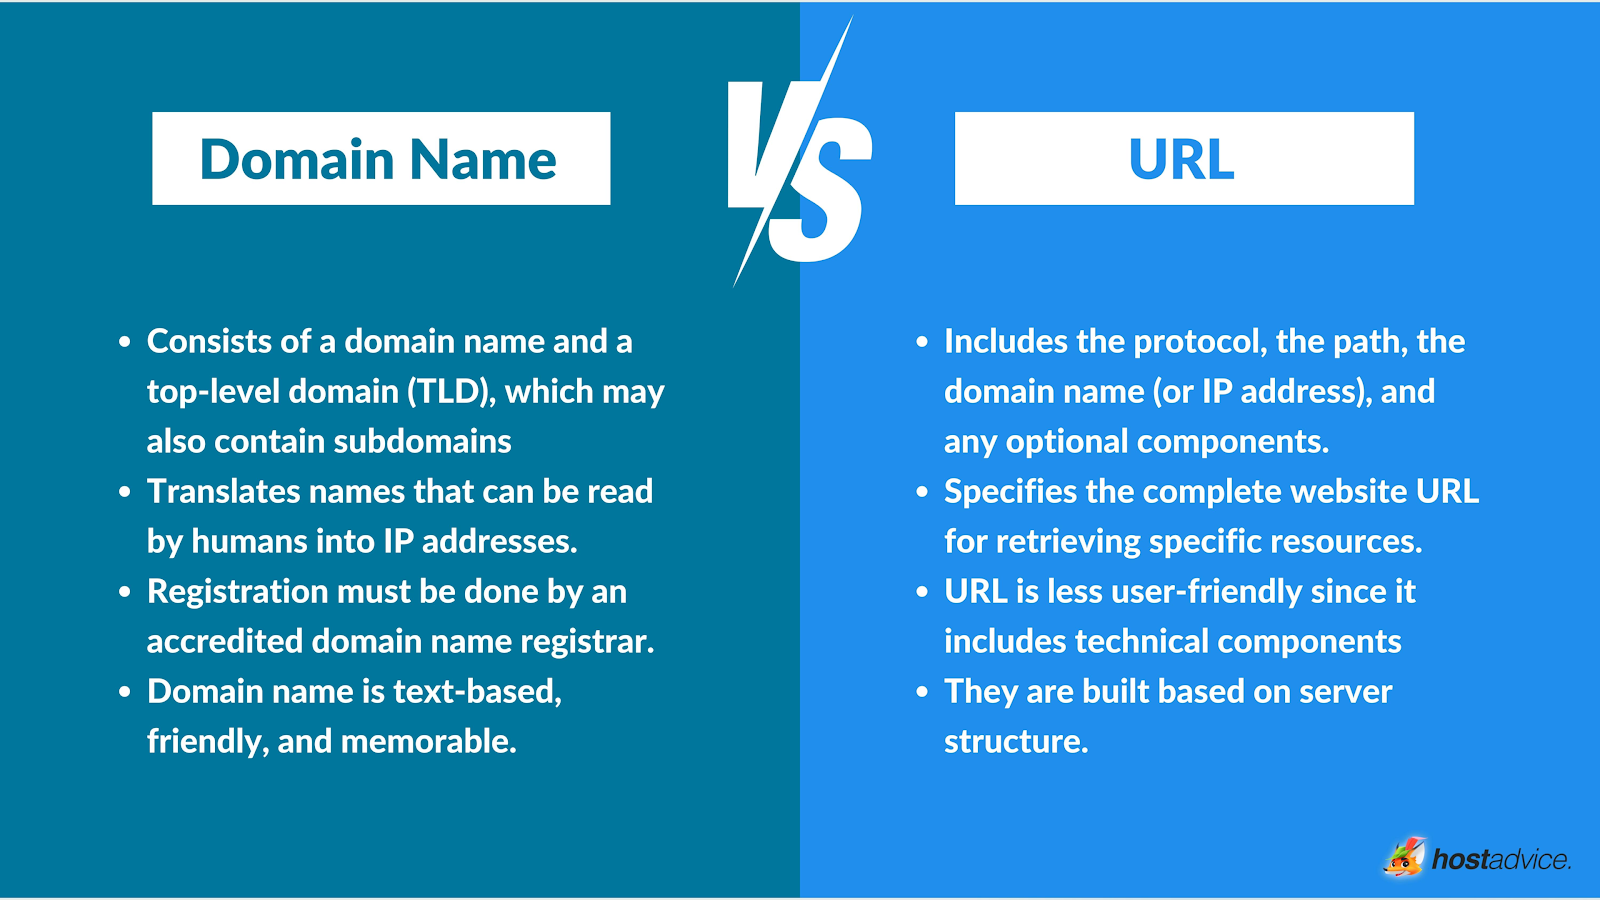 Domain Name
VS
URL
• Consists of a domain name and a
top-level domain (TLD), which may
also contain subdomains
• Translates names that can be read
by humans into IP addresses.
• Registration must be done by an
accredited domain name registrar.
• Domain name is text-based,
friendly, and memorable.
• Includes the protocol, the path, the
domain name (or IP address), and
any optional components.
• Specifies the complete website URL
for retrieving specific resources.
• URL is less user-friendly since it
includes technical components
• They are built based on server
structure.
hostadvice.